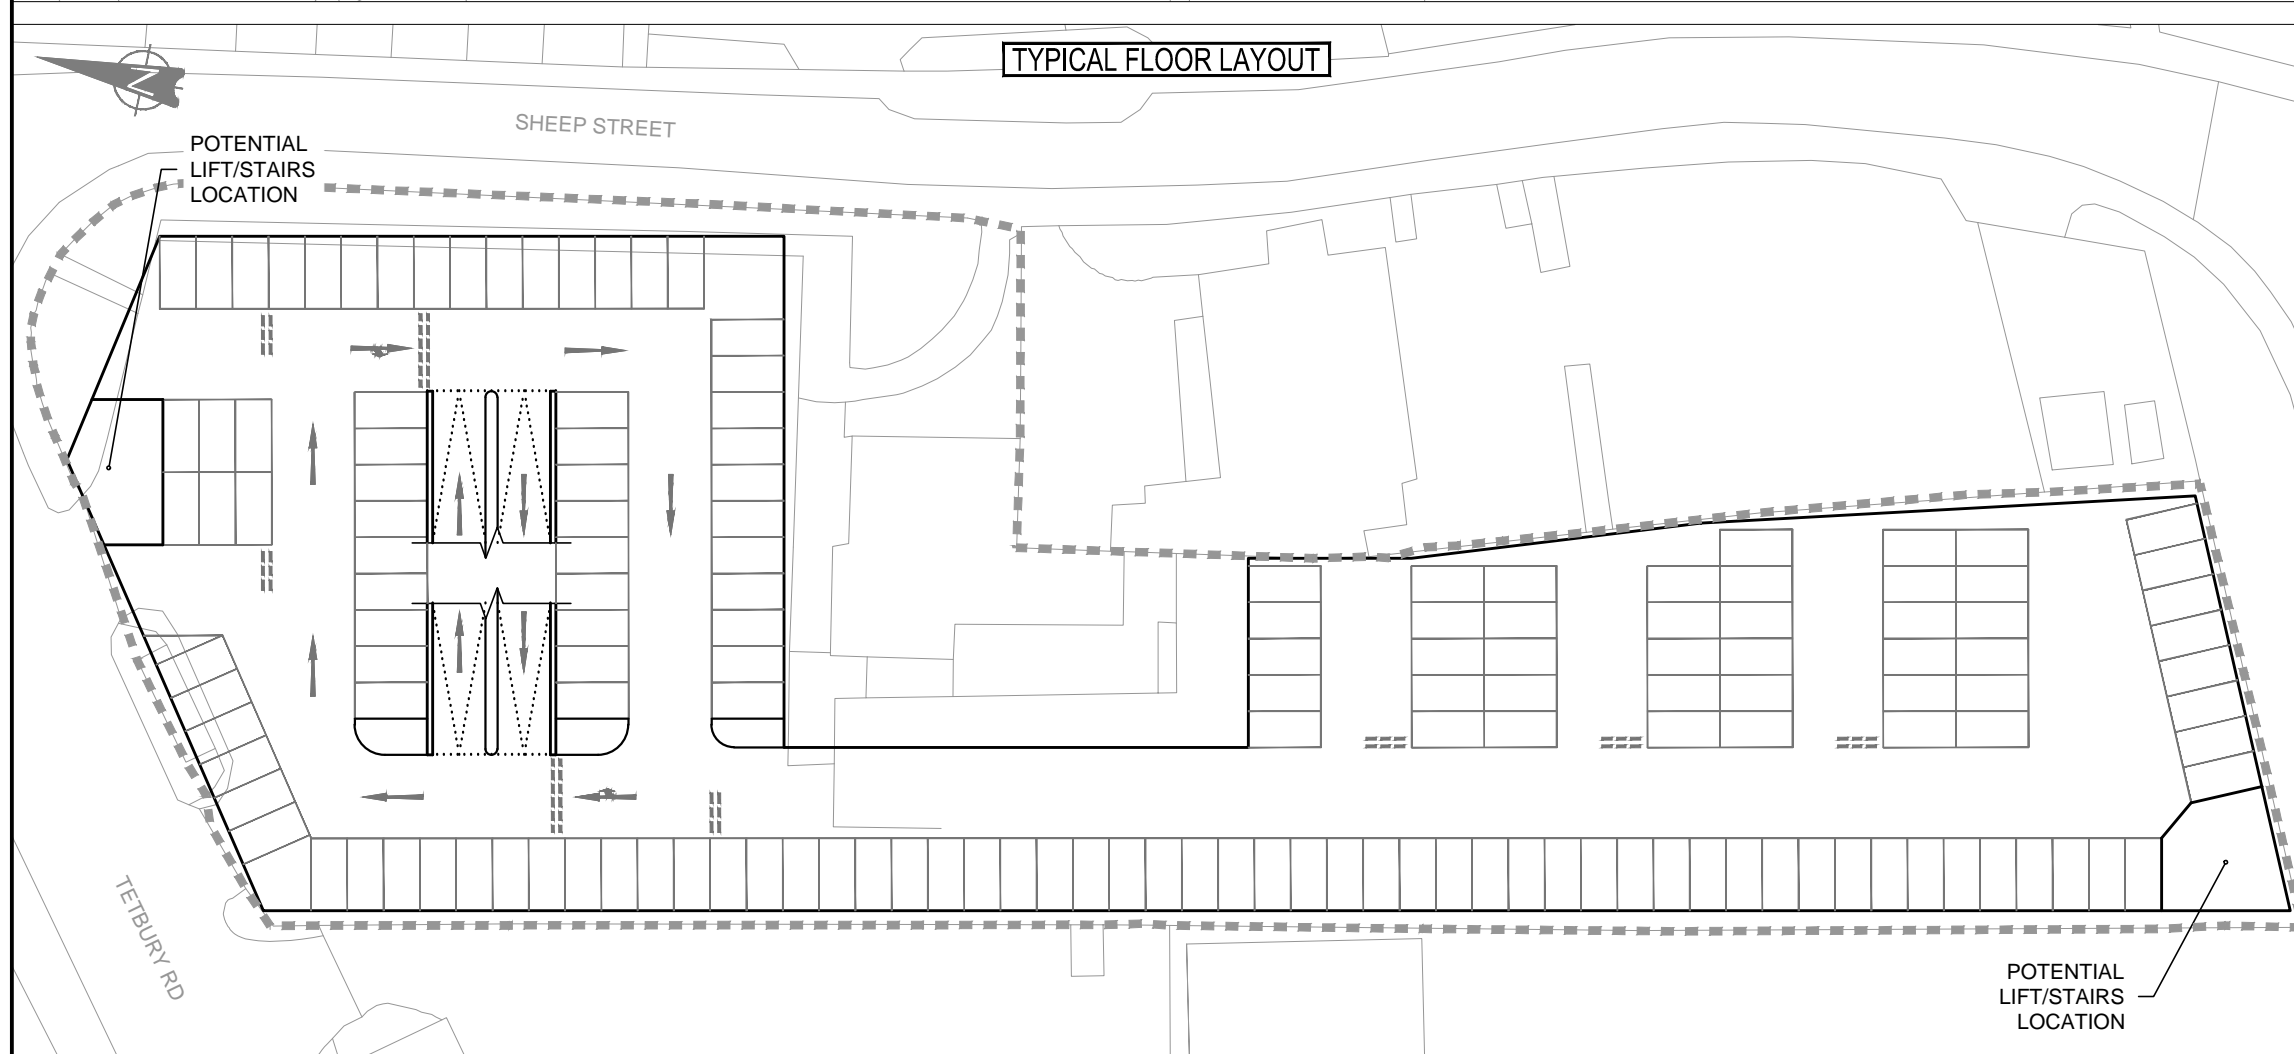 TYPICAL FLOOR LAYOUT
N
SHEEP STREET
POTENTIAL
LIFT/STAIRS
LOCATION
TETBURY RD
POTENTIAL
LIFT/STAIRS
LOCATION